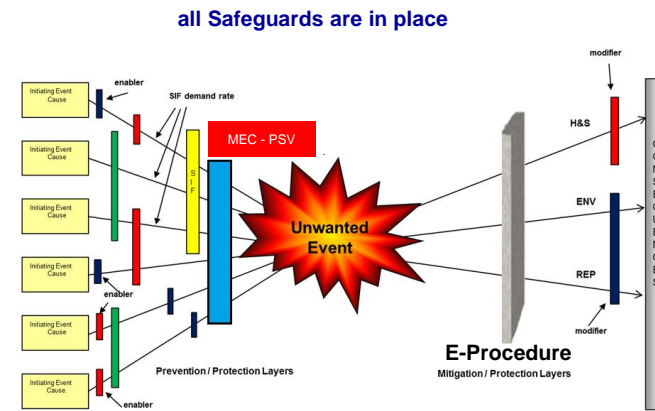 all Safeguards are in place
modifier
enabler
Initiating Event
Cause
SIF demand rate
H&S
MEC - PSV
Initiating Event
Cause
S
I
F
Initiating Event
Cause
ENV
Unwanted
Event
Initiating Event
Cause
REP
enabler
Initiating Event
Cause
modifier
E-Procedure
Prevention / Protection Layers
Mitigation / Protection Layers
Initiating Event
Cause.
enabler
C
O
N
S
E
Q
U
E
N
C
E
S